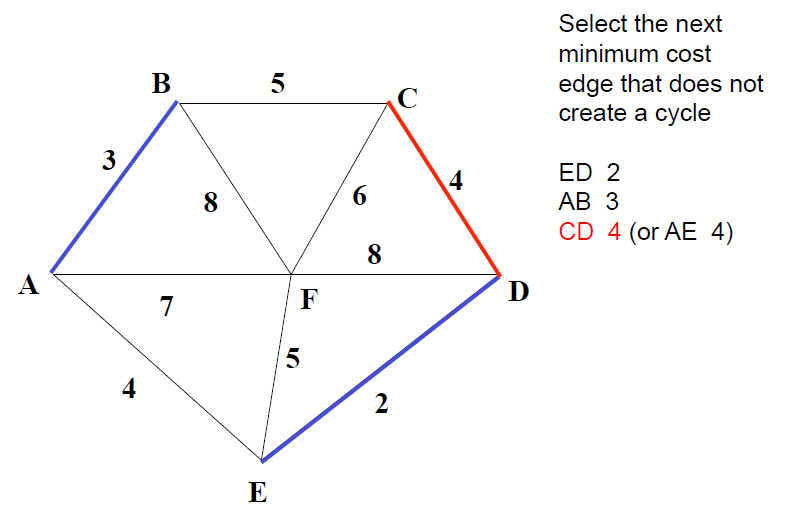 Select the next
minimum cost
edge that does not
create a cycle
ED 2
AB 3
CD 4 (or AE 4)
B
5
C
3
8
6
4
8
A
7
F
D
5
4
2
E